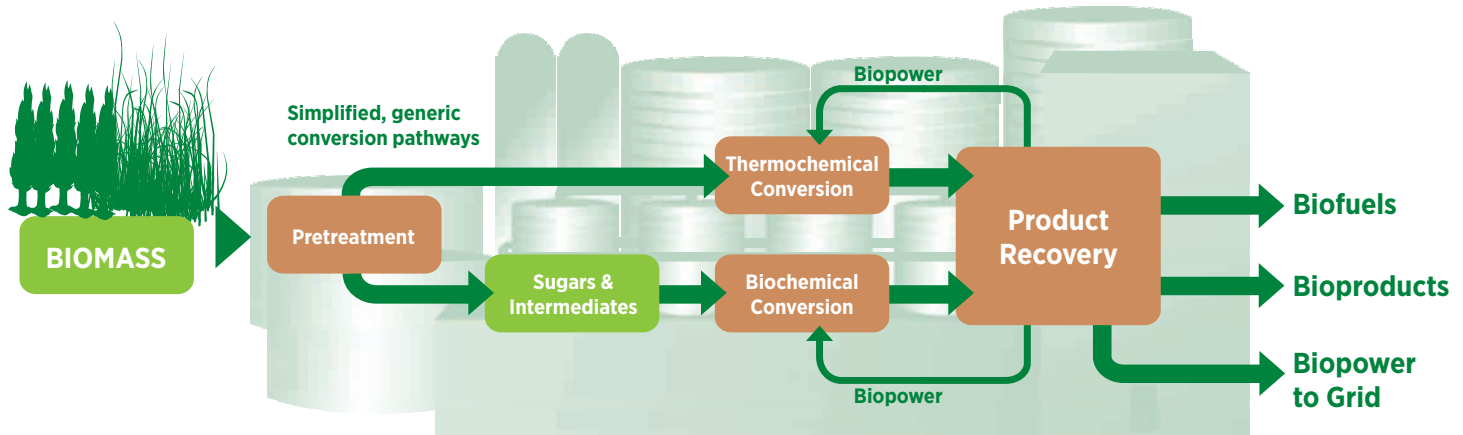 Biopower
Simplified, generic
conversion pathways
Thermochemical
Conversion
BIOMASS
Pretreatment
Sugars &
Intermediates
Biochemical
Conversion
Product
Recovery
Biopower
Biofuels
Bioproducts
Biopower
to Grid